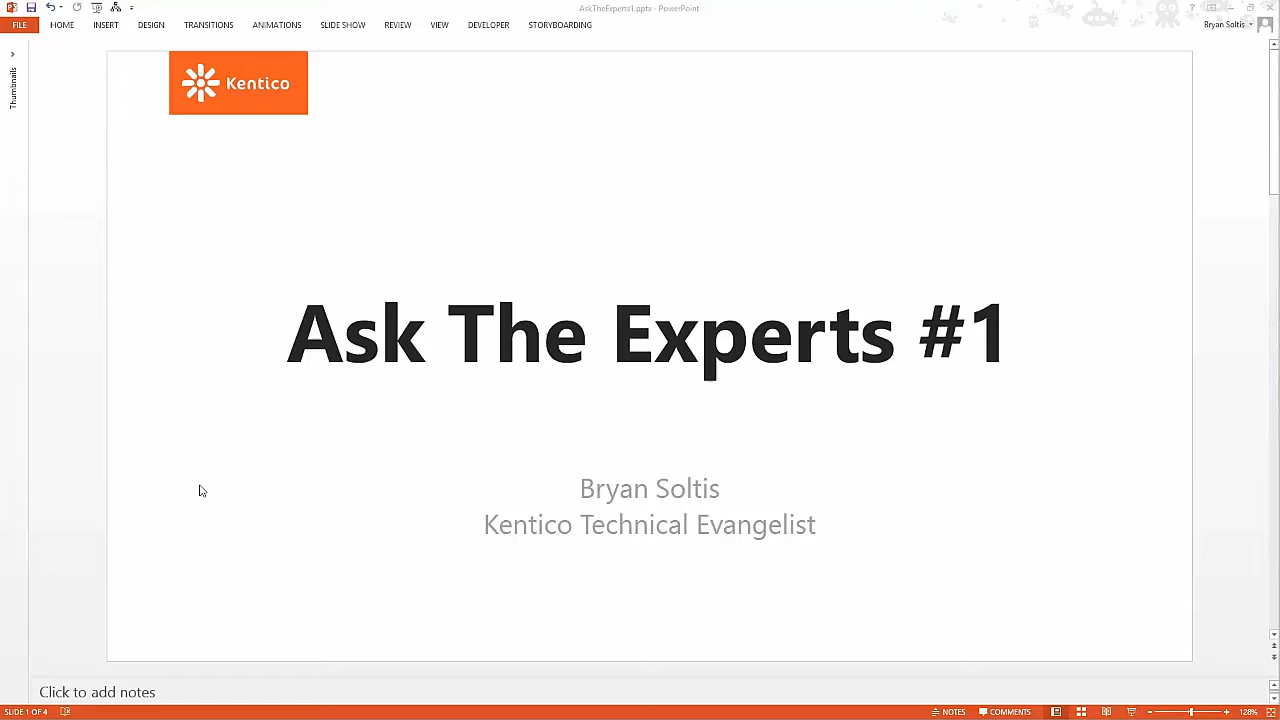 AskTheExperts1.pptx - PowerPoint
FILE HOME INSERT DESIGN TRANSITIONS ANIMATIONS SLIDE SHOW REVIEW VIEW DEVELOPER STORYBOARDING
Bryan Soltis
Thumbnails
Kentico
Ask The Experts #1
Bryan Soltis
Kentico Technical Evangelist
Click to add notes
SLIDE 1 OF 4
NOTES COMMENTS 128%